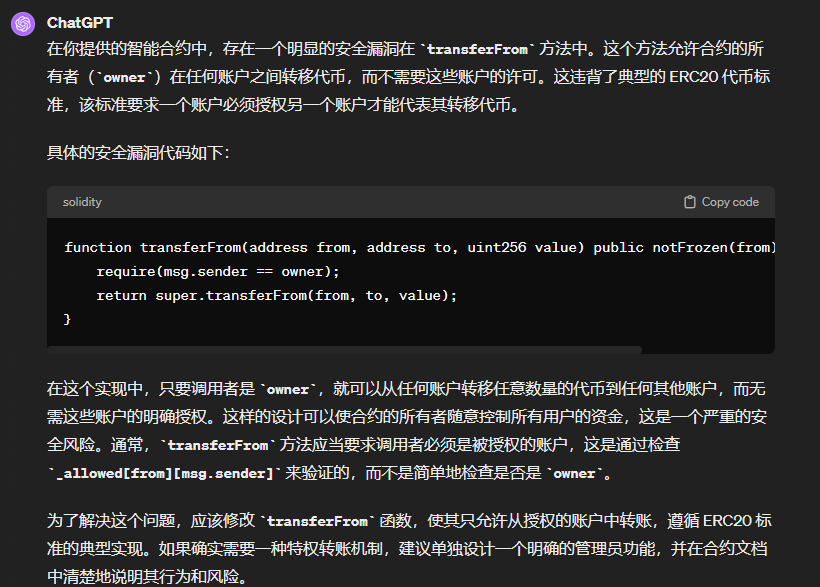 ChatGPT
在你提供的智能合约中，存在一个明显的安全漏洞在 `transferFrom` 方法中。这个方法允许合约的所
有者（`owner`）在任何账户之间转移代币，而不需要这些账户的许可。这违背了典型的 ERC20 代币标
准，该标准要求一个账户必须授权另一个账户才能代表其转移代币。
具体的安全漏洞代码如下：
solidity
Copy code
function transferFrom(address from, address to, uint256 value) public notFrozen(from)
    require(msg.sender == owner);
    return super.transferFrom(from, to, value);
}
在这个实现中，只要调用者是 `owner`，就可以从任何账户转移任意数量的代币到任何其他账户，而无
需这些账户的明确授权。这样的设计可以使合约的所有者随意控制所有用户的资金，这是一个严重的安
全风险。通常，`transferFrom` 方法应当要求调用者必须是被授权的账户，这是通过检查
`_allowed[from][msg.sender]` 来验证的，而不是简单地检查是否是 `owner`。
为了解决这个问题，应该修改 `transferFrom` 函数，使其只允许从授权的账户中转账，遵循 ERC20 标
准的典型实现。如果确实需要一种特权转账机制，建议单独设计一个明确的管理员功能，并在合约文档
中清楚地说明其行为和风险。